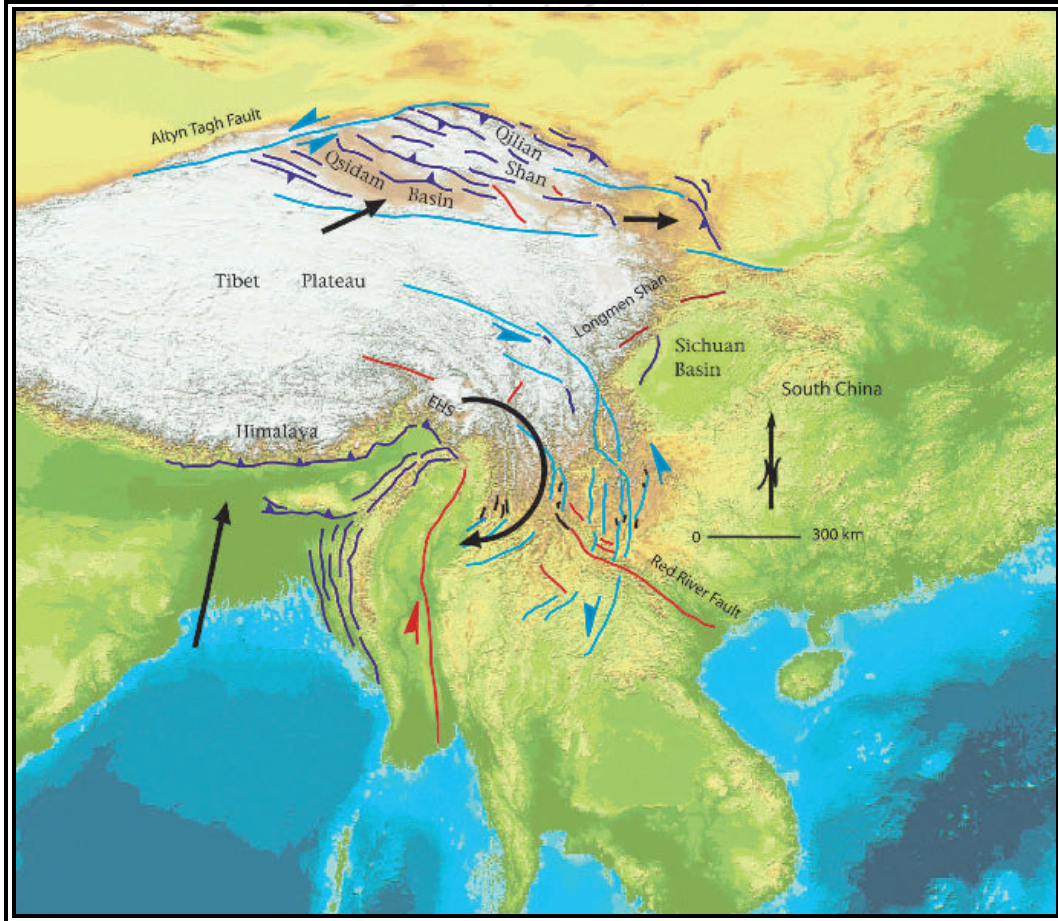 Altyn Tagh Fault
Qilian
Shan
Qsidam
Basin
Tibet Plateau
Longmen Shan
Sichuan
Basin
South China
EHS
Himalaya
0 300 km
Red River Fault